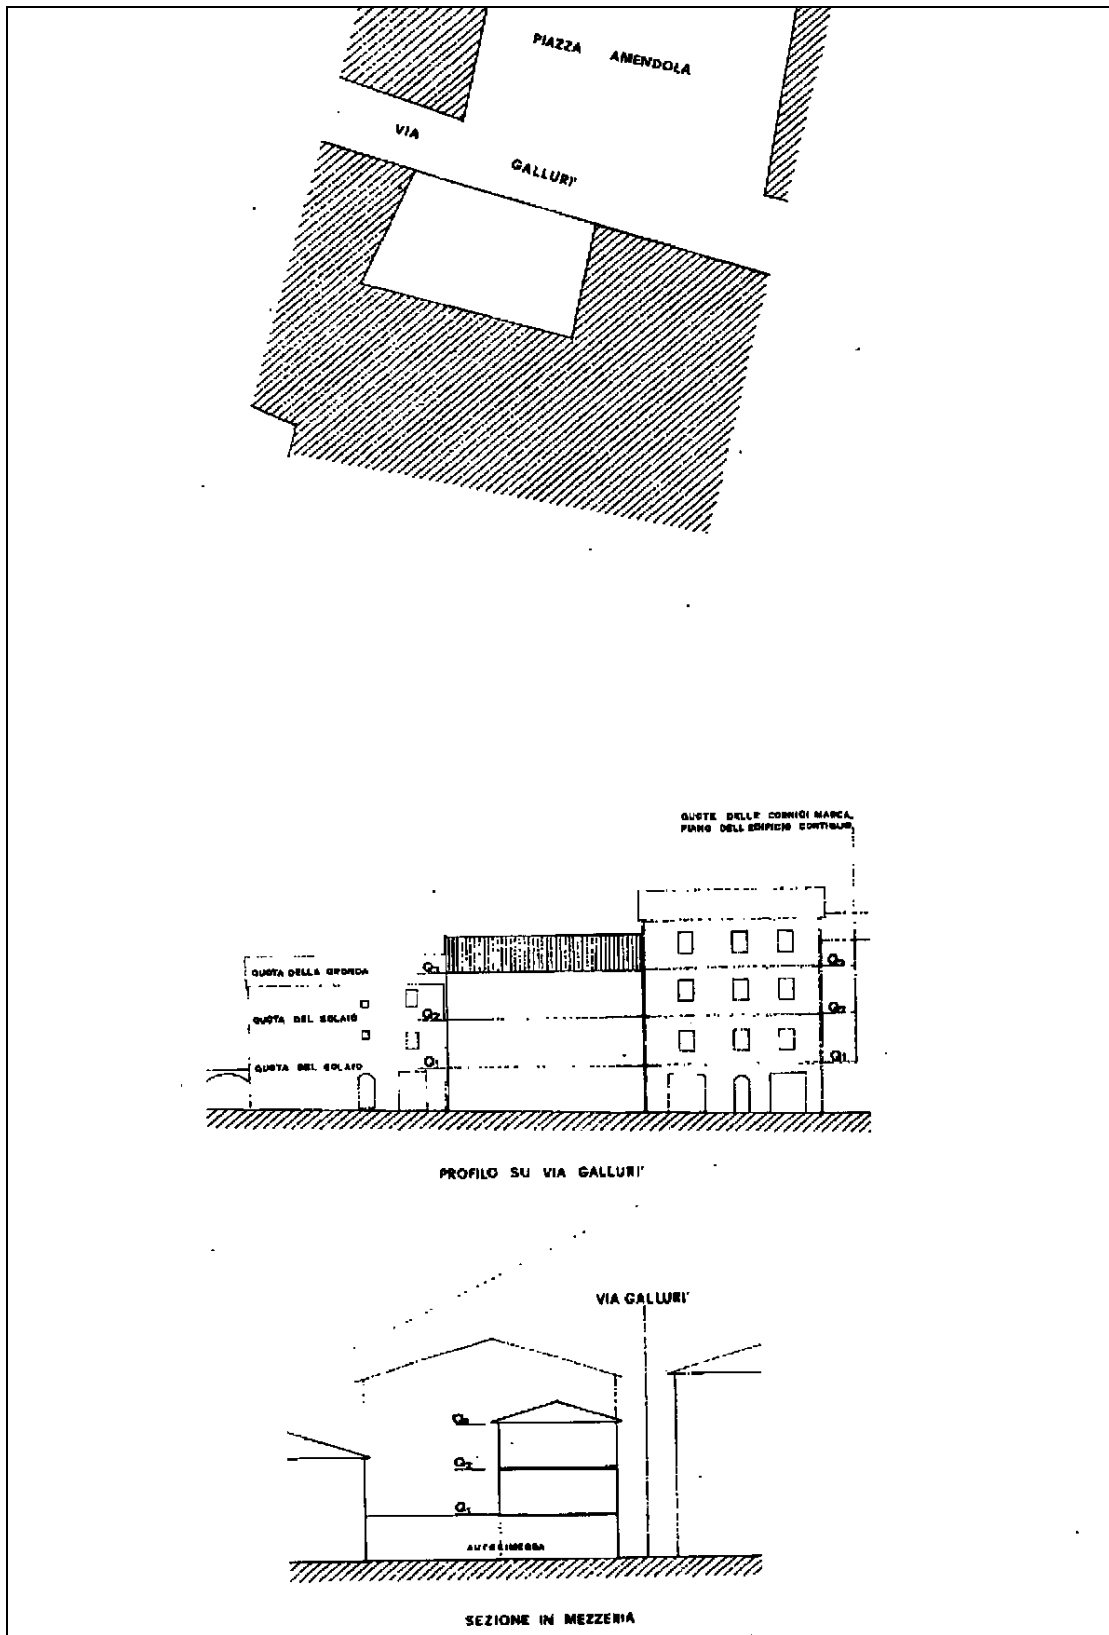 PIAZZA AMENDOLA
VIA GALLURI'
QUOTE DELLE CORNICI MARCA
PIANO DELL EDIFICIO CONTIGUO
QUOTA DELLA GRONDA
Q3
Q3
QUOTA DEL SOLAIO
Q2
Q2
QUOTA DEL SOLAIO
Q1
Q1
PROFILO SU VIA GALLURI'
VIA GALLURI'
Q3
Q2
Q1
AUTORIMESSA
SEZIONE IN MEZZERIA